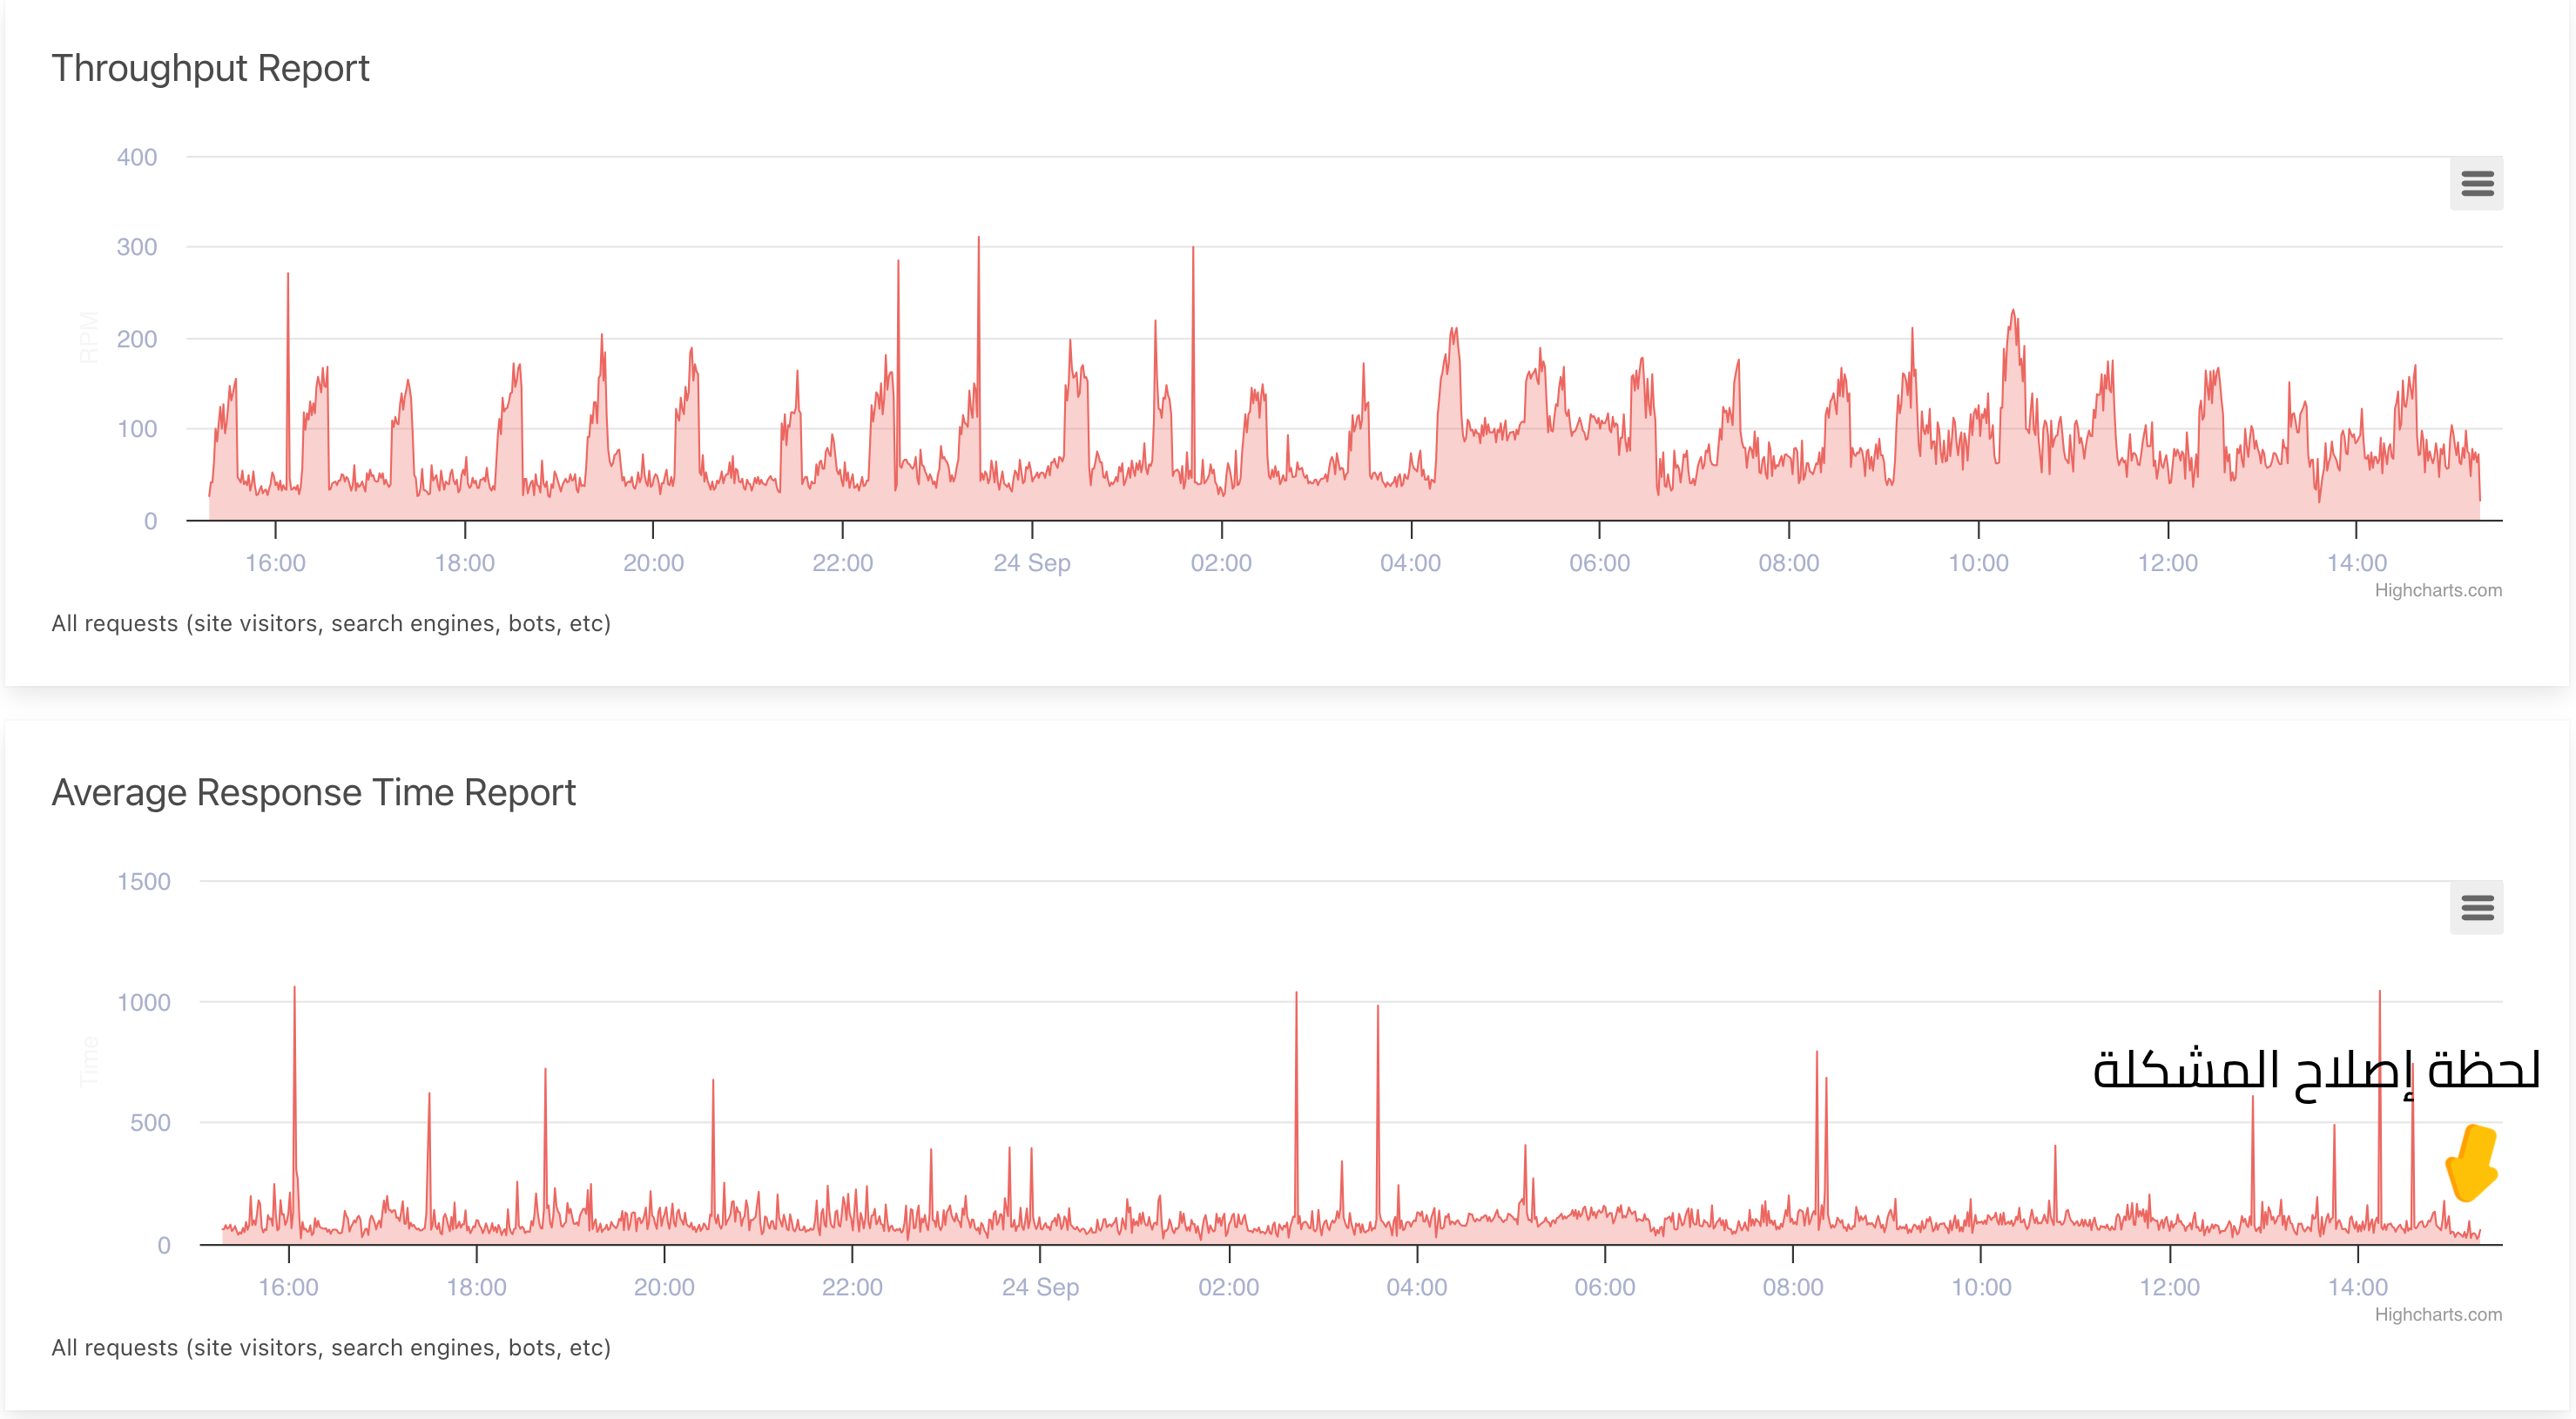 Throughput Report
400
300
200
100
0
RPM
16:00 18:00 20:00 22:00 24 Sep 02:00 04:00 06:00 08:00 10:00 12:00 14:00
Highcharts.com
All requests (site visitors, search engines, bots, etc)
Average Response Time Report
1500
1000
500
0
Time
لحظة إصلاح المشكلة
16:00 18:00 20:00 22:00 24 Sep 02:00 04:00 06:00 08:00 10:00 12:00 14:00
Highcharts.com
All requests (site visitors, search engines, bots, etc)